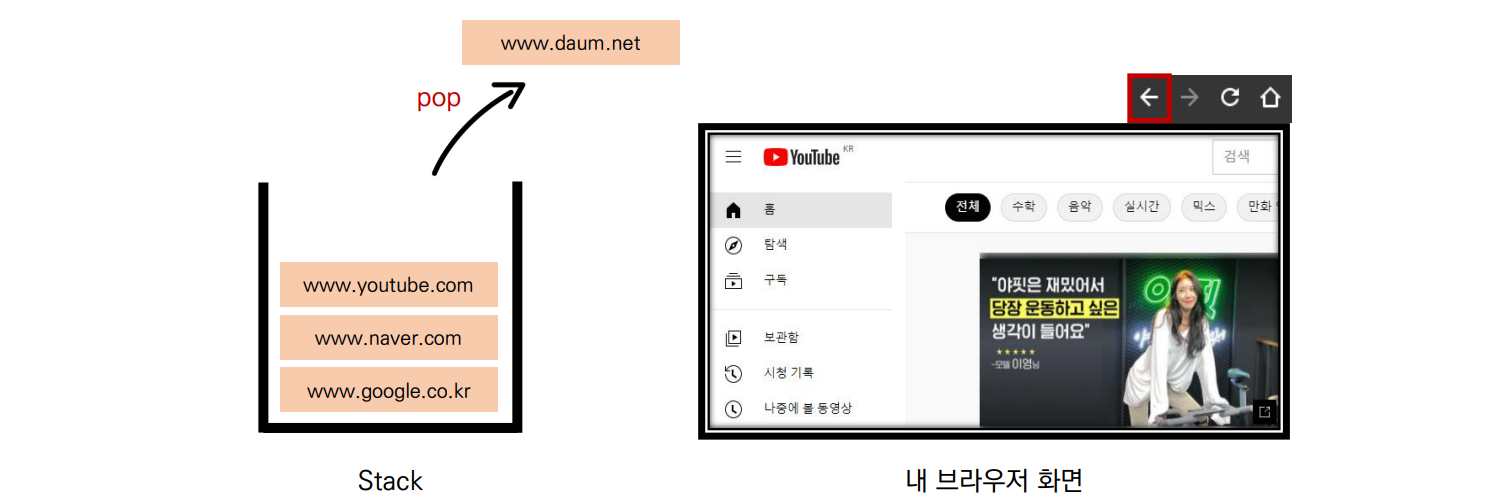 www.daum.net
pop
www.youtube.com
www.naver.com
www.google.co.kr
Stack
YouTube KR
검색
홈
탐색
구독
보관함
시청 기록
나중에 볼 동영상
전체 수학 음악 실시간 믹스 만화
"야핏은 재밌어서
당장 운동하고 싶은
생각이 들어요"
★★★★★
-모델 이영님
내 브라우저 화면